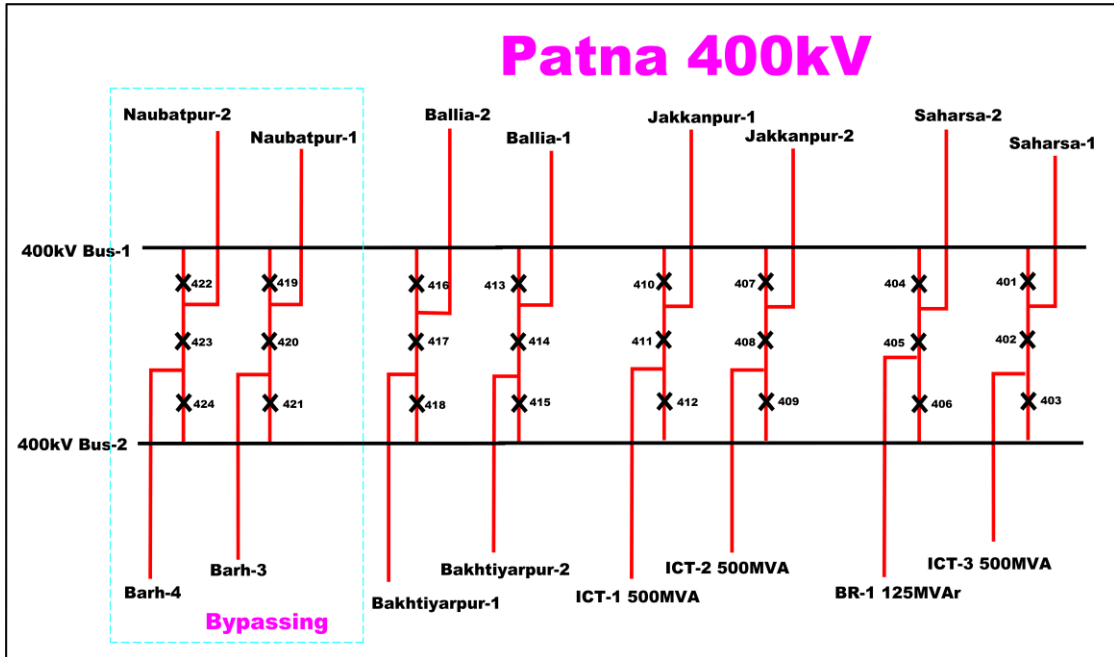 Patna 400kV
Naubatpur-2
Naubatpur-1
Ballia-2
Ballia-1
Jakkanpur-1
Jakkanpur-2
Saharsa-2
Saharsa-1
400kV Bus-1
422
419
416
413
410
407
404
401
423
420
417
414
411
408
405
402
424
421
418
415
412
409
406
403
400kV Bus-2
Barh-4
Barh-3
Bakhtiyarpur-1
Bakhtiyarpur-2
ICT-1 500MVA
ICT-2 500MVA
BR-1 125MVAr
ICT-3 500MVA
Bypassing